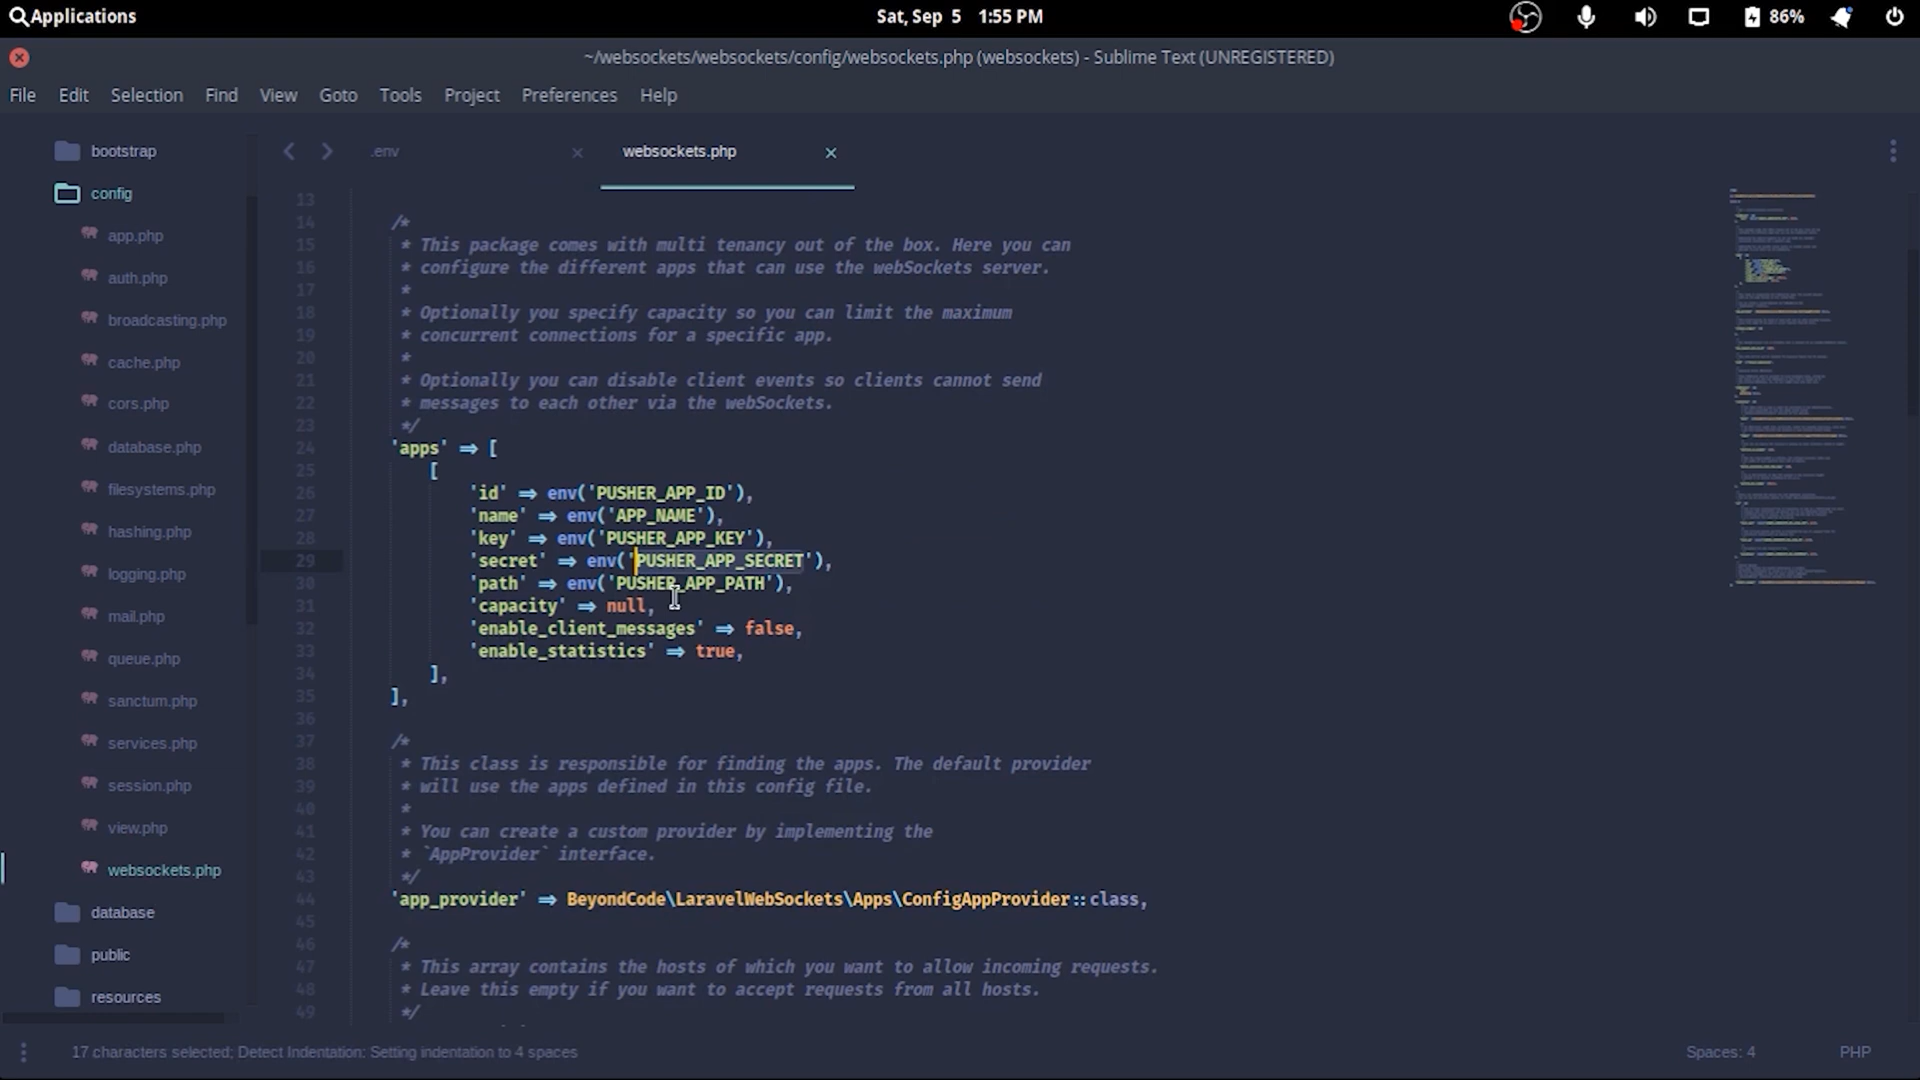 Applications
Sat, Sep 5 1:55 PM
86%
~/websockets/websockets/config/websockets.php (websockets) - Sublime Text (UNREGISTERED)
File Edit Selection Find View Goto Tools Project Preferences Help
bootstrap
config
app.php
auth.php
broadcasting.php
cache.php
cors.php
database.php
filesystems.php
hashing.php
logging.php
mail.php
queue.php
sanctum.php
services.php
session.php
view.php
websockets.php
database
public
resources
.env
websockets.php
13
14 /*
15 * This package comes with multi tenancy out of the box. Here you can
16 * configure the different apps that can use the webSockets server.
17 *
18 * Optionally you specify capacity so you can limit the maximum
19 * concurrent connections for a specific app.
20 *
21 * Optionally you can disable client events so clients cannot send
22 * messages to each other via the webSockets.
23 */
24 'apps' => [
25 [
26 'id' => env('PUSHER_APP_ID'),
27 'name' => env('APP_NAME'),
28 'key' => env('PUSHER_APP_KEY'),
29 'secret' => env('PUSHER_APP_SECRET'),
30 'path' => env('PUSHER_APP_PATH'),
31 'capacity' => null,
32 'enable_client_messages' => false,
33 'enable_statistics' => true,
34 ],
35 ],
36
37 /*
38 * This class is responsible for finding the apps. The default provider
39 * will use the apps defined in this config file.
40 *
41 * You can create a custom provider by implementing the
42 * `AppProvider` interface.
43 */
44 'app_provider' => BeyondCode\LaravelWebSockets\Apps\ConfigAppProvider::class,
45
46 /*
47 * This array contains the hosts of which you want to allow incoming requests.
48 * Leave this empty if you want to accept requests from all hosts.
49 */
17 characters selected; Detect Indentation: Setting indentation to 4 spaces
Spaces: 4
PHP